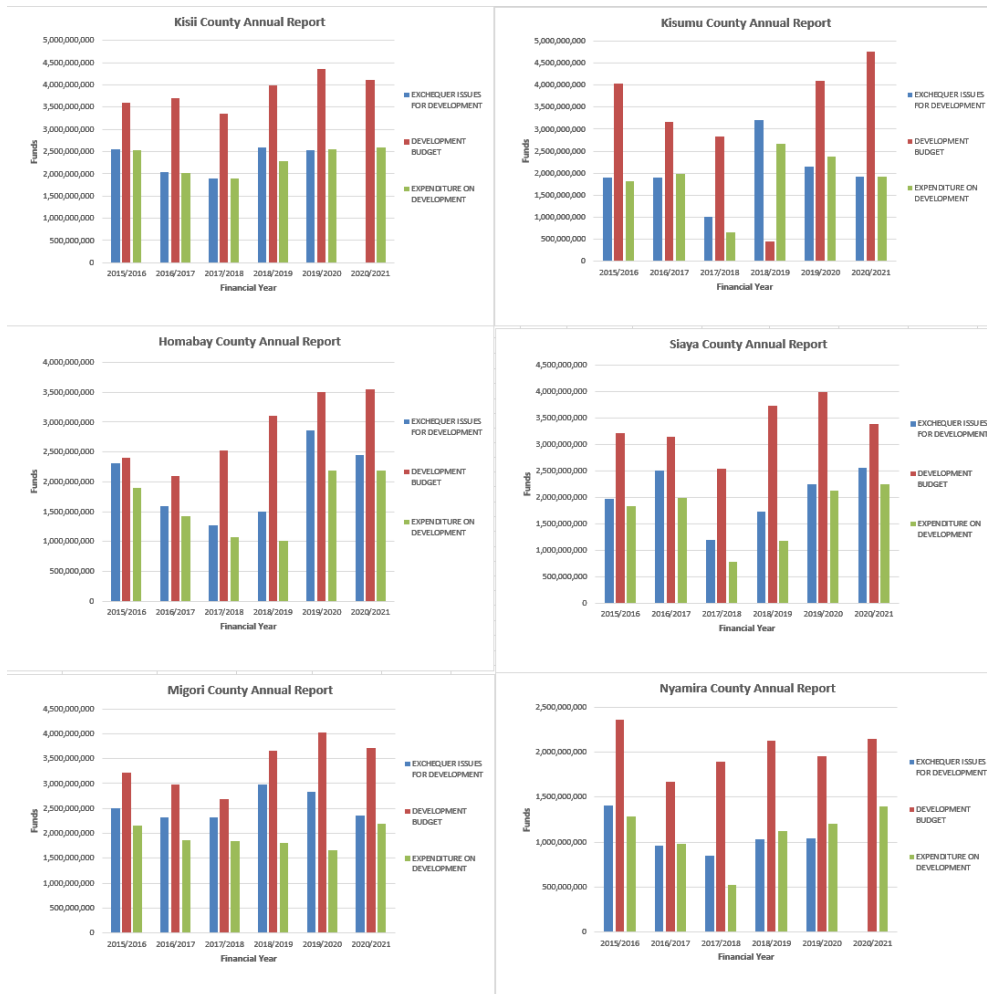 Kisii County Annual Report
5,000,000,000
4,500,000,000
4,000,000,000
3,500,000,000
3,000,000,000
2,500,000,000
2,000,000,000
1,500,000,000
1,000,000,000
500,000,000
0
Funds
2015/2016 2016/2017 2017/2018 2018/2019 2019/2020 2020/2021
Financial Year
EXCHEQUER ISSUES
FOR DEVELOPMENT
DEVELOPMENT
BUDGET
EXPENDITURE ON
DEVELOPMENT
Kisumu County Annual Report
5,000,000,000
4,500,000,000
4,000,000,000
3,500,000,000
3,000,000,000
2,500,000,000
2,000,000,000
1,500,000,000
1,000,000,000
500,000,000
0
Funds
2015/2016 2016/2017 2017/2018 2018/2019 2019/2020 2020/2021
Financial Year
EXCHEQUER ISSUES
FOR DEVELOPMENT
DEVELOPMENT
BUDGET
EXPENDITURE ON
DEVELOPMENT
Homabay County Annual Report
4,000,000,000
3,500,000,000
3,000,000,000
2,500,000,000
2,000,000,000
1,500,000,000
1,000,000,000
500,000,000
0
Funds
2015/2016 2016/2017 2017/2018 2018/2019 2019/2020 2020/2021
Financial Year
EXCHEQUER ISSUES
FOR DEVELOPMENT
DEVELOPMENT
BUDGET
EXPENDITURE ON
DEVELOPMENT
Siaya County Annual Report
4,500,000,000
4,000,000,000
3,500,000,000
3,000,000,000
2,500,000,000
2,000,000,000
1,500,000,000
1,000,000,000
500,000,000
0
Funds
2015/2016 2016/2017 2017/2018 2018/2019 2019/2020 2020/2021
Financial Year
EXCHEQUER ISSUES
FOR DEVELOPMENT
DEVELOPMENT
BUDGET
EXPENDITURE ON
DEVELOPMENT
Migori County Annual Report
4,500,000,000
4,000,000,000
3,500,000,000
3,000,000,000
2,500,000,000
2,000,000,000
1,500,000,000
1,000,000,000
500,000,000
0
Funds
2015/2016 2016/2017 2017/2018 2018/2019 2019/2020 2020/2021
Financial Year
EXCHEQUER ISSUES
FOR DEVELOPMENT
DEVELOPMENT
BUDGET
EXPENDITURE ON
DEVELOPMENT
Nyamira County Annual Report
2,500,000,000
2,000,000,000
1,500,000,000
1,000,000,000
500,000,000
0
Funds
2015/2016 2016/2017 2017/2018 2018/2019 2019/2020 2020/2021
Financial Year
EXCHEQUER ISSUES
FOR DEVELOPMENT
DEVELOPMENT
BUDGET
EXPENDITURE ON
DEVELOPMENT